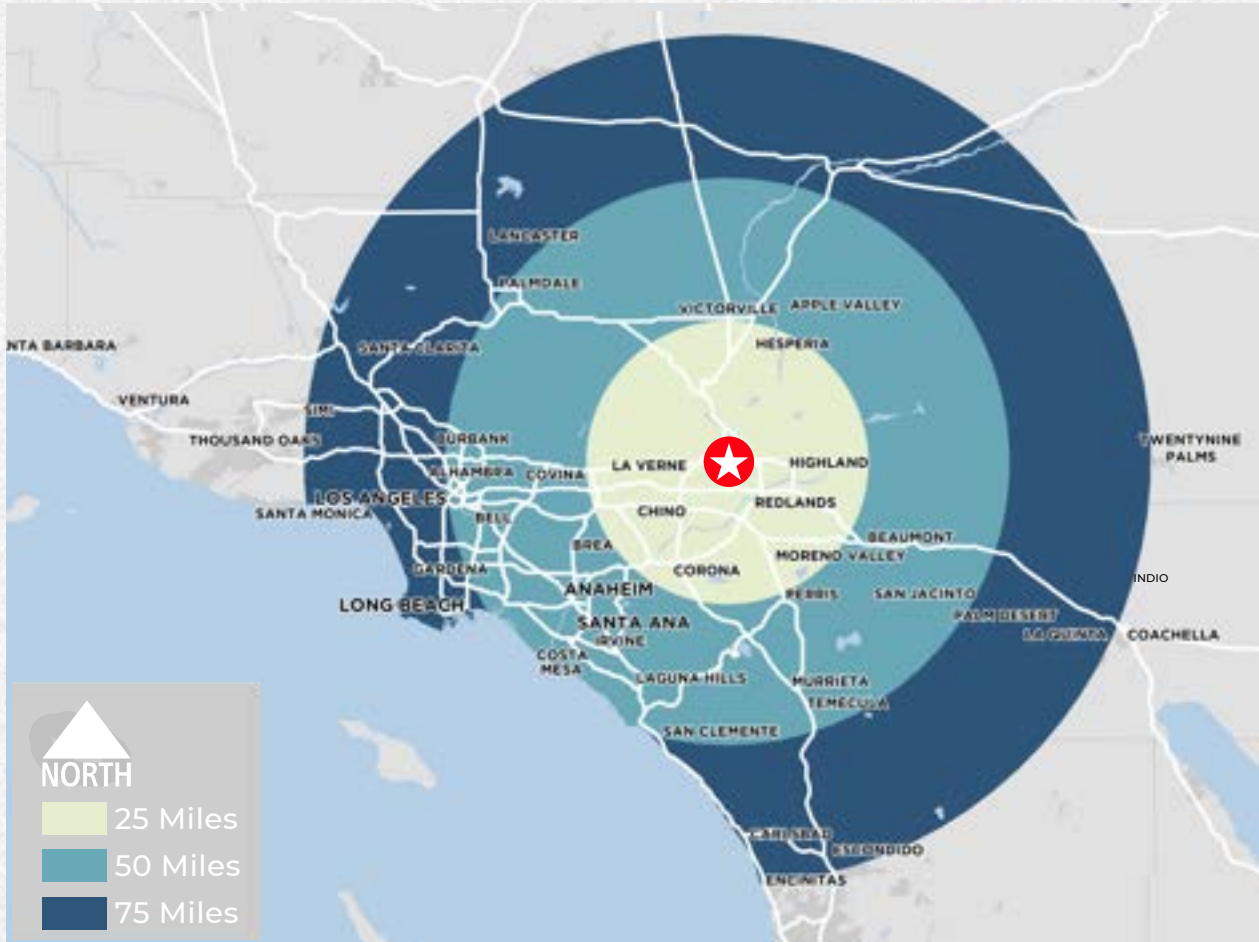 LANCASTER
PALMDALE
VICTORVILLE
APPLE VALLEY
NTA BARBARA
SANTA CLARITA
HESPERIA
VENTURA
SIMI
THOUSAND OAKS
BURBANK
TWENTYNINE
PALMS
ALHAMBRA
COVINA
LA VERNE
HIGHLAND
LOS ANGELES
SANTA MONICA
BELL
CHINO
REDLANDS
BREA
BEAUMONT
MORENO VALLEY
GARDENA
CORONA
INDIO
ANAHEIM
PERRIS
SAN JACINTO
LONG BEACH
SANTA ANA
PALM DESERT
IRVINE
LA QUINTA
COACHELLA
COSTA
MESA
LAGUNA HILLS
MURRIETA
TEMECULA
SAN CLEMENTE
CARLSBAD
ESCONDIDO
ENCINITAS
NORTH
25 Miles
50 Miles
75 Miles